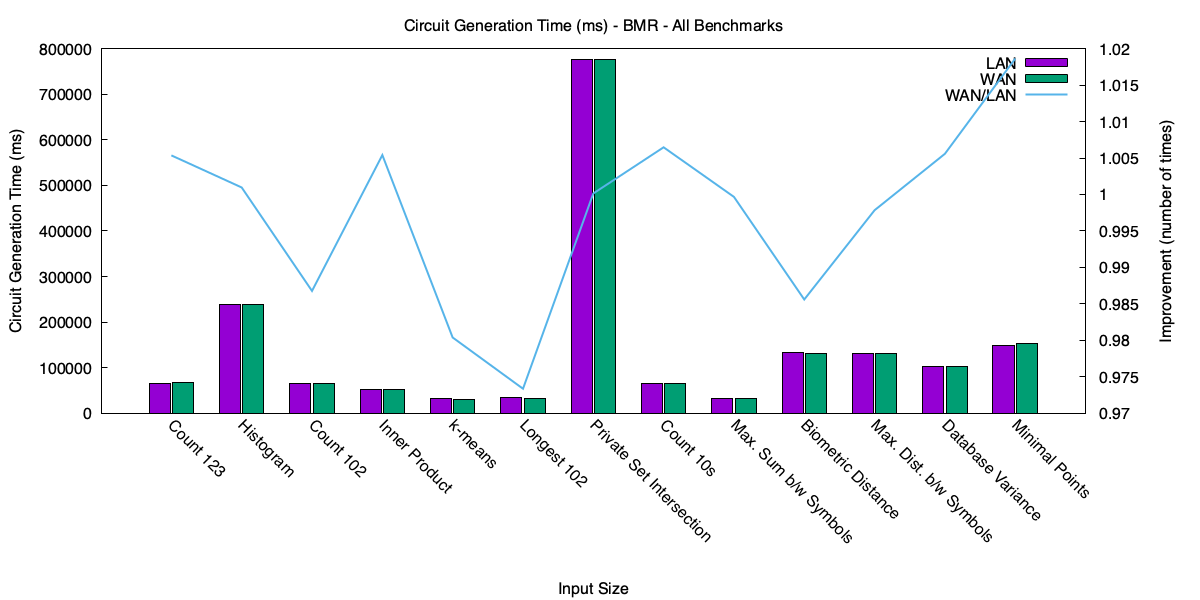 Circuit Generation Time (ms) - BMR - All Benchmarks
LAN
WAN
WAN/LAN
Circuit Generation Time (ms)
800000
700000
600000
500000
400000
300000
200000
100000
0
1.02
1.015
1.01
1.005
1
0.995
0.99
0.985
0.98
0.975
0.97
Improvement (number of times)
Count 123
Histogram
Count 102
Inner Product
k-means
Longest 102
Private Set Intersection
Count 10s
Max. Sum b/w Symbols
Biometric Distance
Max. Dist. b/w Symbols
Database Variance
Minimal Points
Input Size